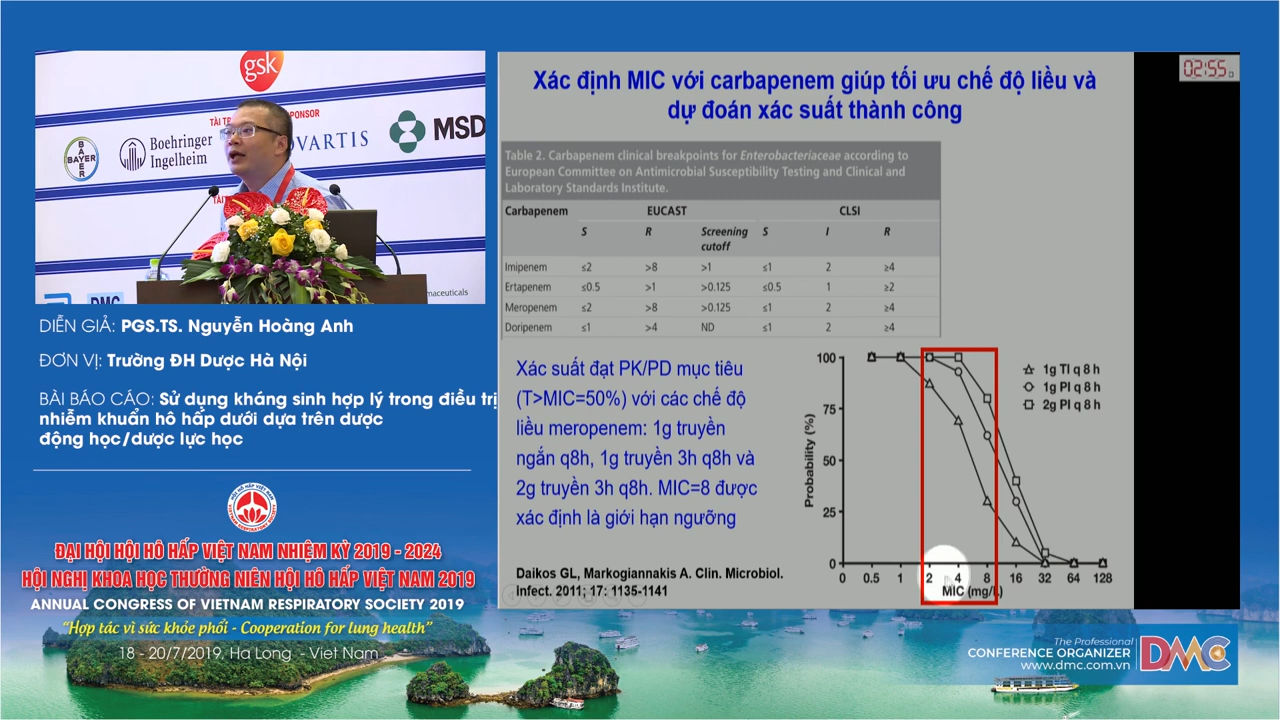 gsk
TÀI TR
SPONSOR
BAYER
BAYER
Boehringer
Ingelheim
NOVARTIS
MSD
DMC
maceuticals
DIỄN GIẢ: PGS.TS. Nguyễn Hoàng Anh
ĐƠN VỊ: Trường ĐH Dược Hà Nội
BÀI BÁO CÁO: Sử dụng kháng sinh hợp lý trong điều trị
nhiễm khuẩn hô hấp dưới dựa trên dược
động học/dược lực học
HỘI HÔ HẤP VIỆT NAM
ĐẠI HỘI HỘI HÔ HẤP VIỆT NAM NHIỆM KỲ 2019 - 2024
HỘI NGHỊ KHOA HỌC THƯỜNG NIÊN HỘI HÔ HẤP VIỆT NAM 2019
ANNUAL CONGRESS OF VIETNAM RESPIRATORY SOCIETY 2019
“Hợp tác vì sức khỏe phổi - Cooperation for lung health”
18 - 20/7/2019, Ha Long - Viet Nam
02:55
Xác định MIC với carbapenem giúp tối ưu chế độ liều và
dự đoán xác suất thành công
Table 2. Carbapenem clinical breakpoints for Enterobacteriaceae according to
European Committee on Antimicrobial Susceptibility Testing and Clinical and
Laboratory Standards Institute.
Carbapenem EUCAST CLSI
S R Screening cutoff S I R
Imipenem ≤2 >8 >1 ≤1 2 ≥4
Ertapenem ≤0.5 >1 >0.125 ≤0.5 1 ≥2
Meropenem ≤2 >8 >0.125 ≤1 2 ≥4
Doripenem ≤1 >4 ND ≤1 2 ≥4
Xác suất đạt PK/PD mục tiêu
(T>MIC=50%) với các chế độ
liều meropenem: 1g truyền
ngắn q8h, 1g truyền 3h q8h và
2g truyền 3h q8h. MIC=8 được
xác định là giới hạn ngưỡng
Daikos GL, Markogiannakis A. Clin. Microbiol.
Infect. 2011; 17: 1135-1141
1g TI q 8 h
1g PI q 8 h
2g PI q 8 h
Probability (%)
100
75
50
25
0
0 0.5 1 2 4 8 16 32 64 128
MIC (mg/L)
The Professional
CONFERENCE ORGANIZER
www.dmc.com.vn
DMC